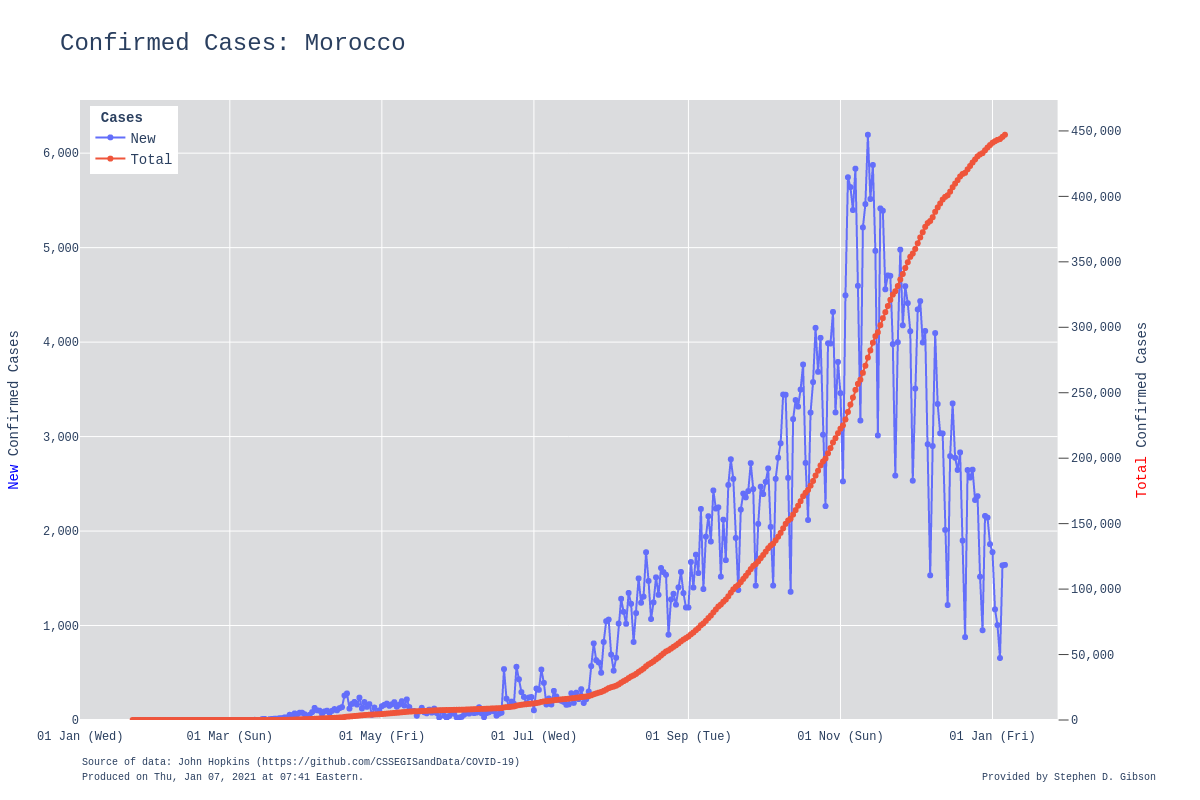 Confirmed Cases: Morocco
Cases
New
Total
6,000
5,000
4,000
3,000
2,000
1,000
0
New Confirmed Cases
450,000
400,000
350,000
300,000
250,000
200,000
150,000
100,000
50,000
0
Total Confirmed Cases
01 Jan (Wed) 01 Mar (Sun) 01 May (Fri) 01 Jul (Wed) 01 Sep (Tue) 01 Nov (Sun) 01 Jan (Fri)
Source of data: John Hopkins (https://github.com/CSSEGISandData/COVID-19)
Produced on Thu, Jan 07, 2021 at 07:41 Eastern.
Provided by Stephen D. Gibson